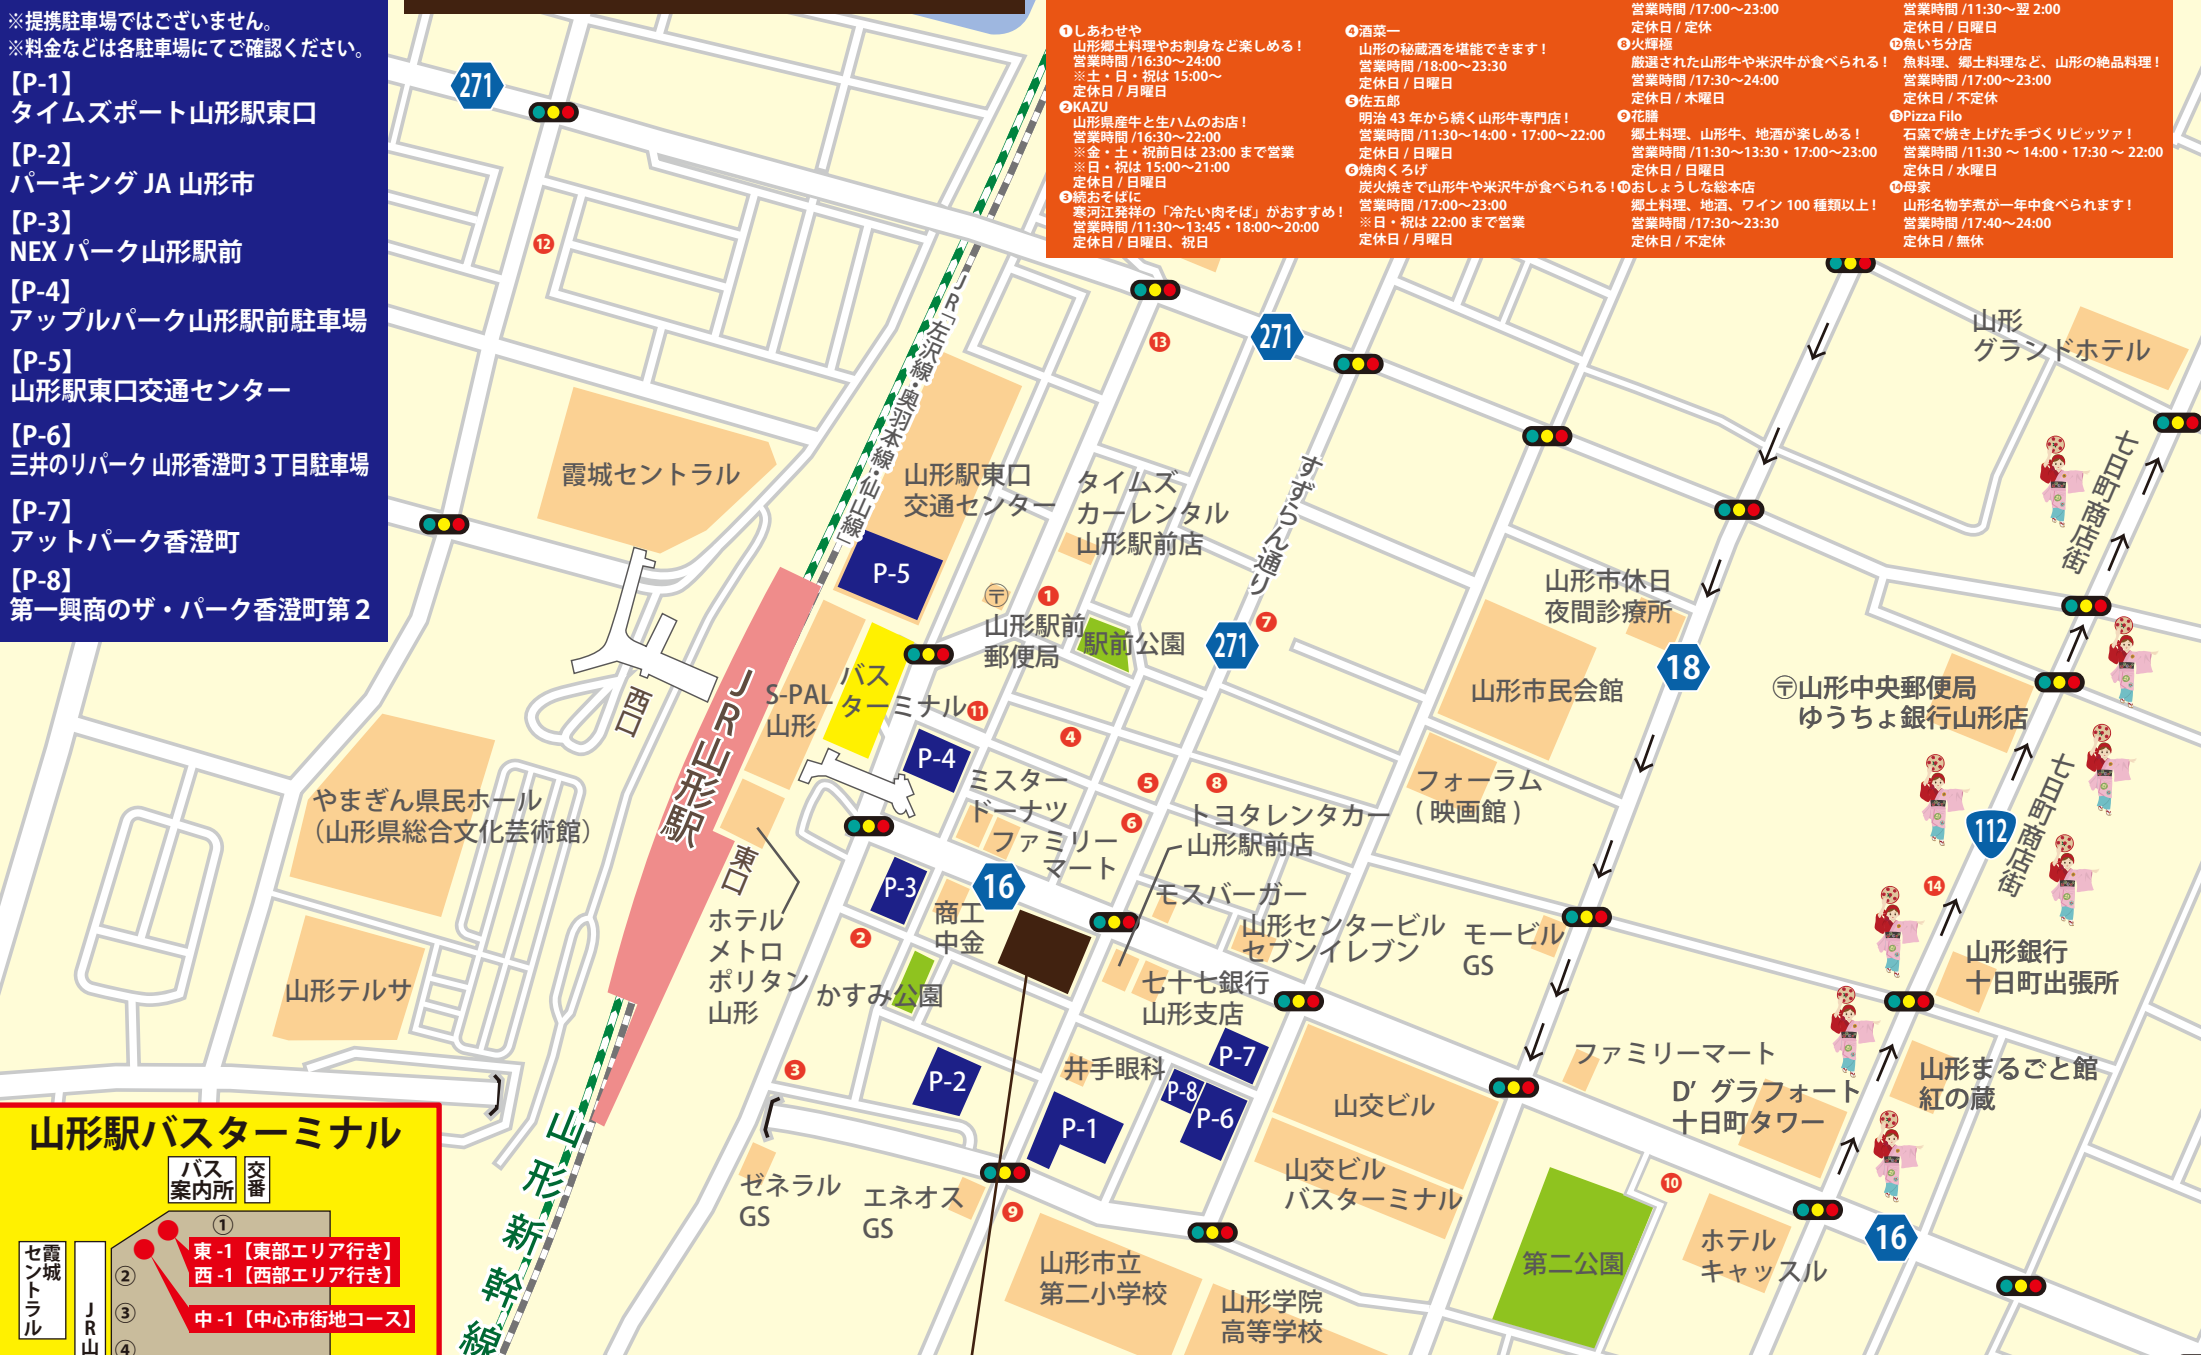 ※提携駐車場ではございません。
※料金などは各駐車場にてご確認ください。
【P-1】
タイムズポート山形駅東口
【P-2】
パーキング JA 山形市
【P-3】
NEX パーク山形駅前
【P-4】
アップルパーク山形駅前駐車場
【P-5】
山形駅東口交通センター
【P-6】
三井のリパーク 山形香澄町３丁目駐車場
【P-7】
アットパーク香澄町
【P-8】
第一興商のザ・パーク香澄町第２
❶しあわせや
山形郷土料理やお刺身など楽しめる！
営業時間 /16:30～24:00
※土・日・祝は 15:00～
定休日 / 月曜日
❷KAZU
山形県産牛と生ハムのお店！
営業時間 /16:30～22:00
※金・土・祝前日は 23:00 まで営業
※日・祝は 15:00～21:00
定休日 / 日曜日
❸続おそばに
寒河江発祥の「冷たい肉そば」がおすすめ！
営業時間 /11:30～13:45・18:00～20:00
定休日 / 日曜日、祝日
❹酒菜一
山形の秘蔵酒を堪能できます！
営業時間 /18:00～23:30
定休日 / 日曜日
❺佐五郎
明治 43 年から続く山形牛専門店！
営業時間 /11:30～14:00・17:00～22:00
定休日 / 日曜日
❻焼肉くろげ
炭火焼きで山形牛や米沢牛が食べられる！
営業時間 /17:00～23:00
※日・祝は 22:00 まで営業
定休日 / 月曜日
営業時間 /17:00～23:00
定休日 / 定休
❽火輝極
厳選された山形牛や米沢牛が食べられる！
営業時間 /17:30～24:00
定休日 / 木曜日
❾花膳
郷土料理、山形牛、地酒が楽しめる！
営業時間 /11:30～13:30・17:00～23:00
定休日 / 日曜日
❿おしょうしな総本店
郷土料理、地酒、ワイン 100 種類以上！
営業時間 /17:30～23:30
定休日 / 不定休
営業時間 /11:30～翌 2:00
定休日 / 日曜日
⓬魚いち分店
魚料理、郷土料理など、山形の絶品料理！
営業時間 /17:00～23:00
定休日 / 不定休
⓭Pizza Filo
石窯で焼き上げた手づくりピッツァ！
営業時間 /11:30 ～ 14:00・17:30 ～ 22:00
定休日 / 水曜日
⓮母家
山形名物芋煮が一年中食べられます！
営業時間 /17:40～24:00
定休日 / 無休
271
⓬
JR「左沢線・奥羽本線・仙山線」
⓭
271
山形
グランドホテル
七日町商店街
霞城セントラル
山形駅東口
交通センター
タイムズ
カーレンタル
山形駅前店
すずらん通り
P-5
〒
❶
山形駅前
郵便局
駅前公園
271
❼
山形市休日
夜間診療所
18
山形市民会館
〒山形中央郵便局
ゆうちょ銀行山形店
西口
JR山形駅
S-PAL
山形
バス
ターミナル
⓫
P-4
❹
❺
❽
❻
ミスター
ドーナツ
ファミリー
マート
トヨタレンタカー
山形駅前店
フォーラム
( 映画館 )
七日町商店街
112
⓮
やまぎん県民ホール
（山形県総合文化芸術館）
東口
P-3
16
商工
中金
モスバーガー
山形センタービル
セブンイレブン
モービル
GS
❷
ホテル
メトロ
ポリタン
山形
かすみ公園
七十七銀行
山形支店
山形銀行
十日町出張所
山形テルサ
❸
P-2
井手眼科
P-7
P-8
P-6
P-1
山交ビル
ファミリーマート
D’グラフォート
十日町タワー
山形まるごと館
紅の蔵
ゼネラル
GS
エネオス
GS
❾
山交ビル
バスターミナル
❿
第二公園
ホテル
キャッスル
16
山形市立
第二小学校
山形学院
高等学校
山形新幹線
山形駅バスターミナル
バス
案内所
交番
①
東 -1【東部エリア行き】
西 -1【西部エリア行き】
②
③
中 -1【中心市街地コース】
④
霞城
セントラル
JR山